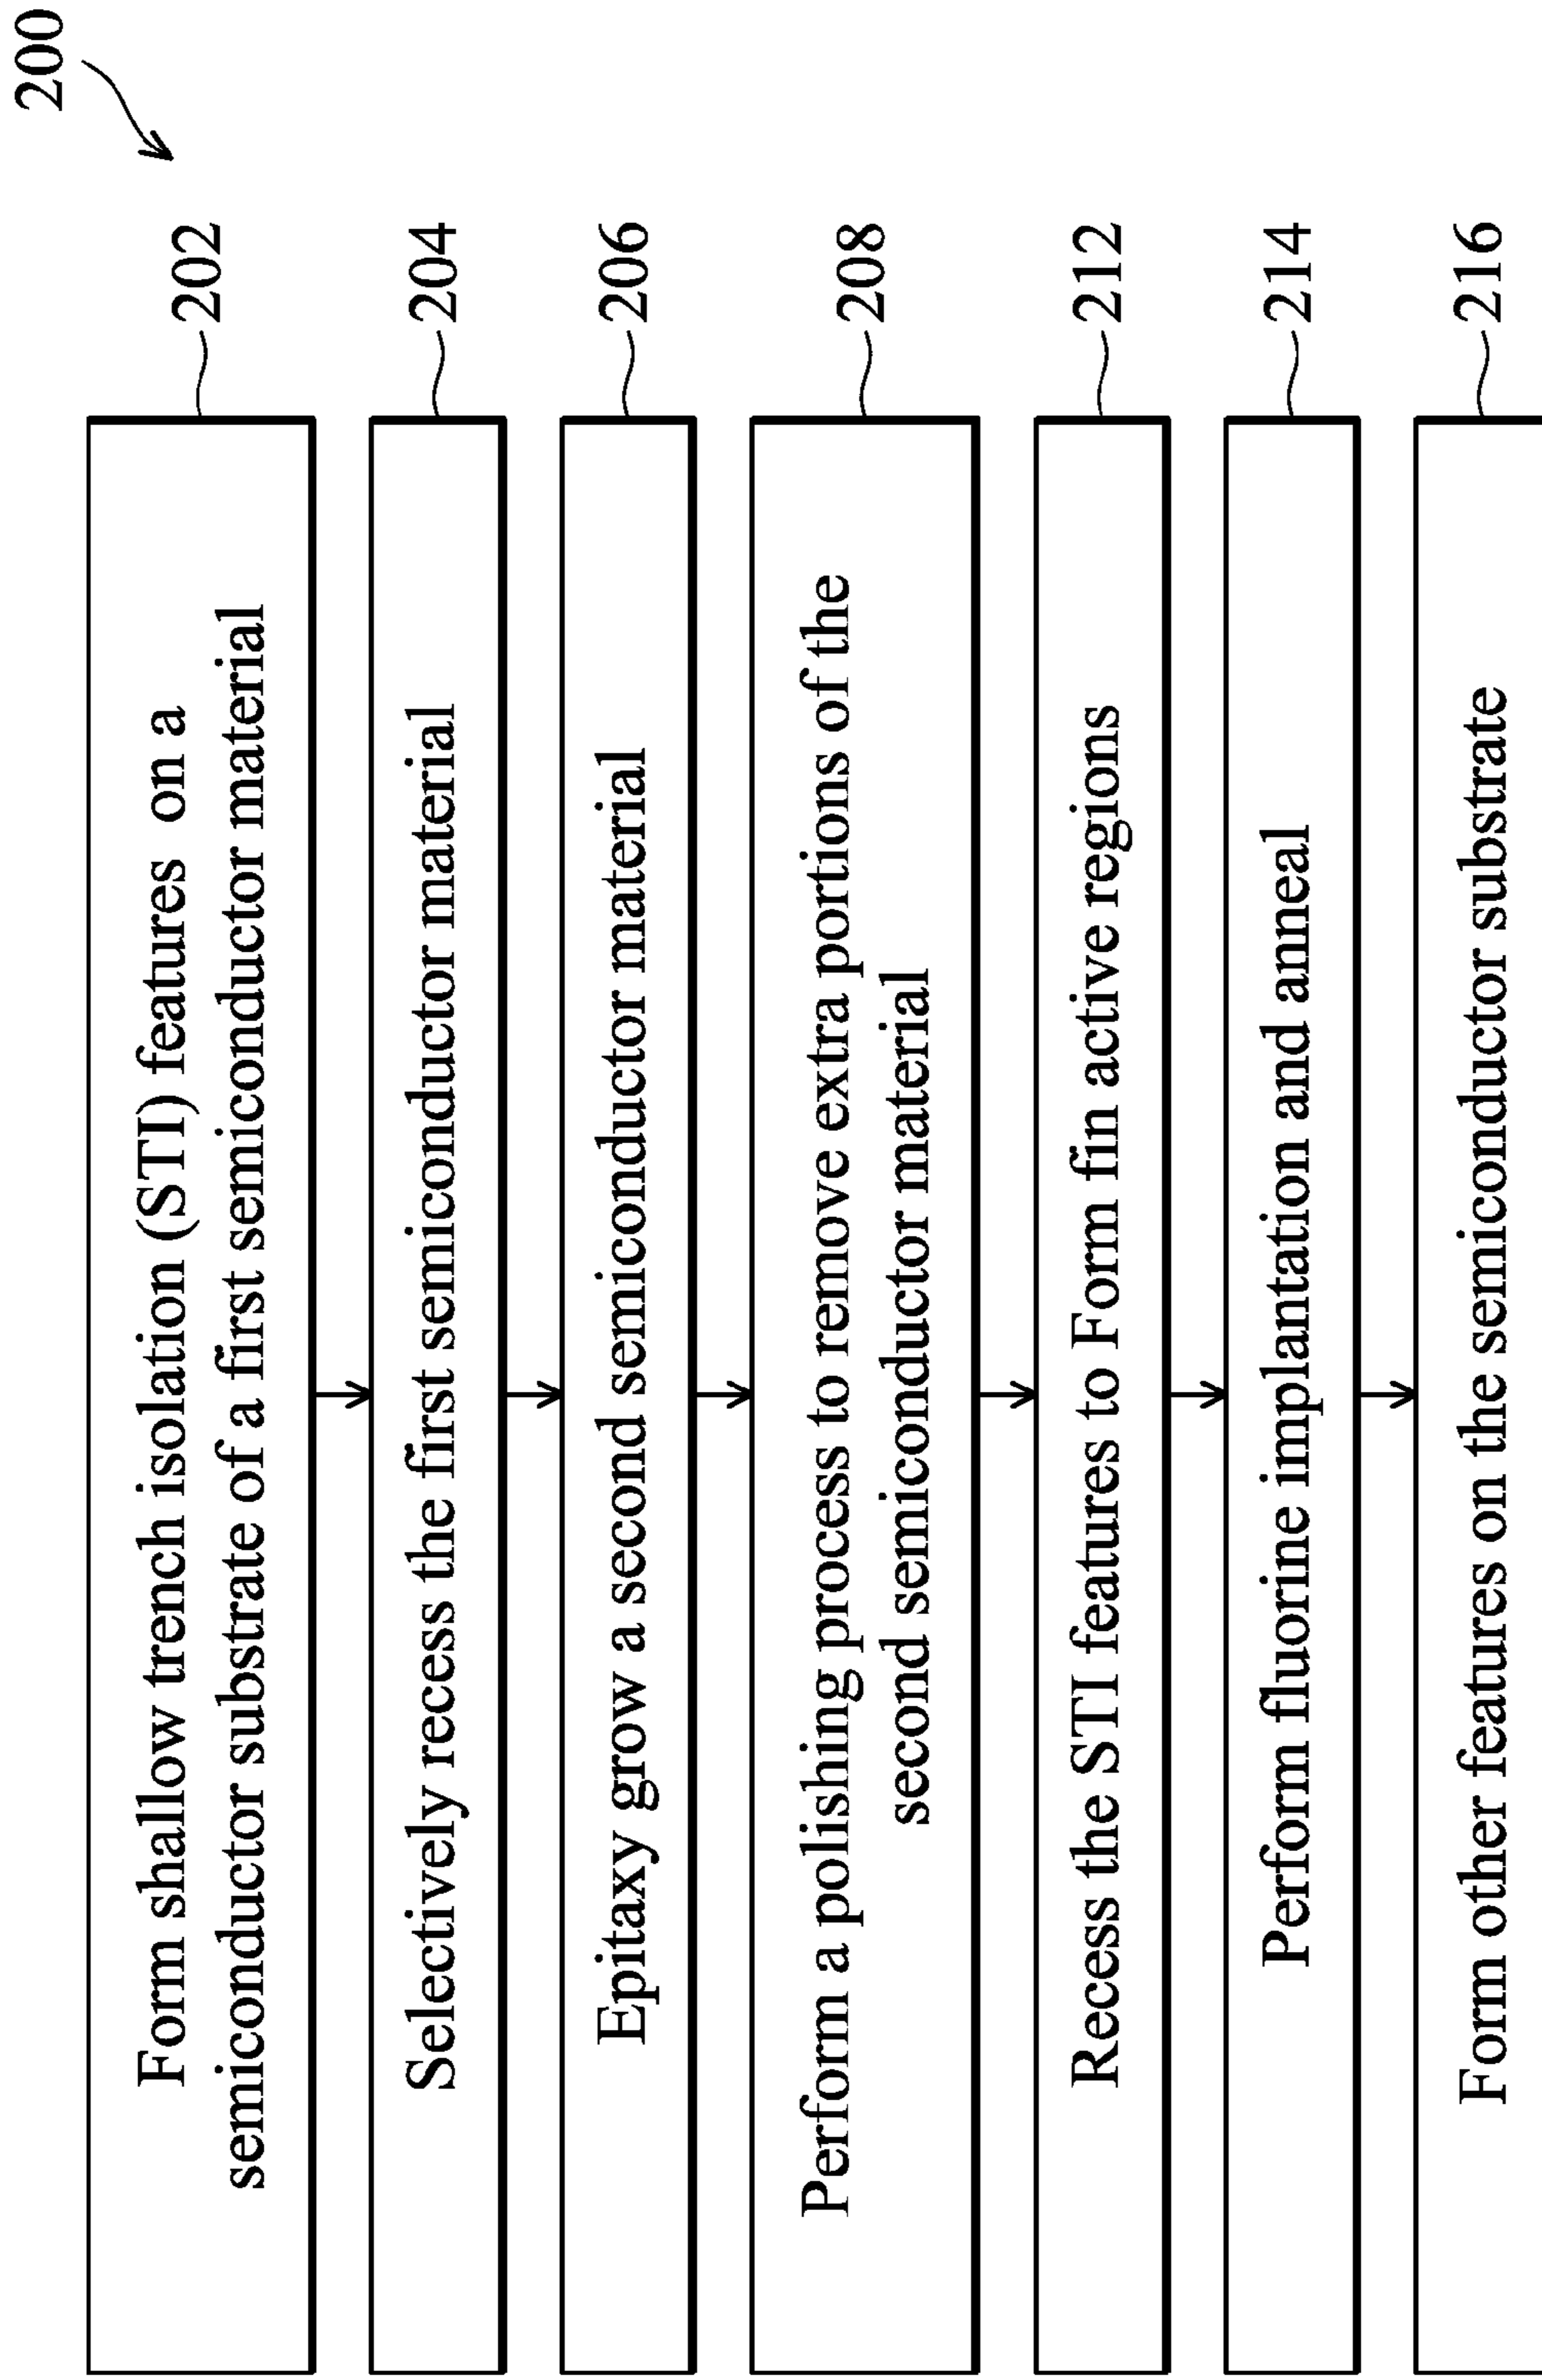 200
Form shallow trench isolation (STI) features on a
semiconductor substrate of a first semiconductor material
202
Selectively recess the first semiconductor material
204
Epitaxy grow a second semiconductor material
206
Perform a polishing process to remove extra portions of the
second semiconductor material
208
Recess the STI features to Form fin active regions
212
Perform fluorine implantation and anneal
214
Form other features on the semiconductor substrate
216